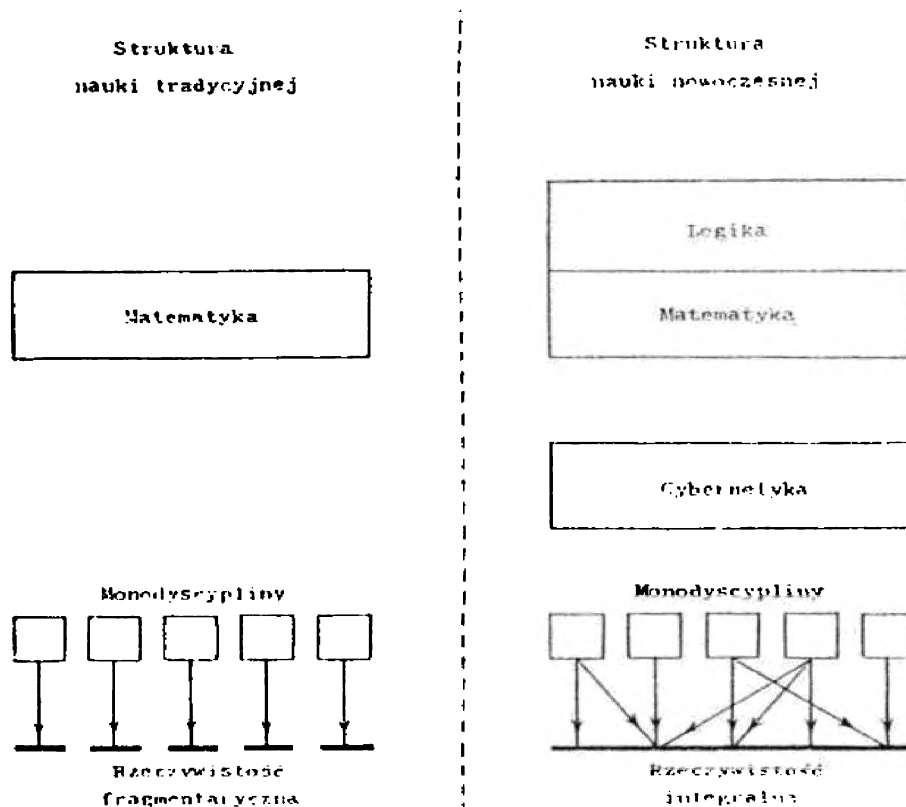 Struktura
nauki tradycyjnej
Matematyka
Monodyscypliny
Rzeczywistość
fragmentaryczna
Struktura
nauki nowoczesnej
Logika
Matematyka
Cybernetyka
Monodyscypliny
Rzeczywistość
integralna